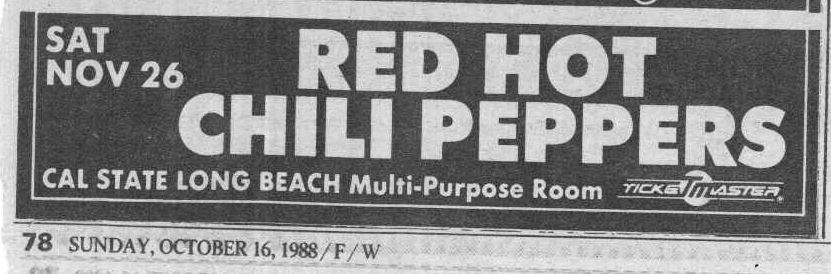 SAT
NOV 26
RED HOT
CHILI PEPPERS
CAL STATE LONG BEACH Multi-Purpose Room TICKETMASTER®
78 SUNDAY, OCTOBER 16, 1988/F/W